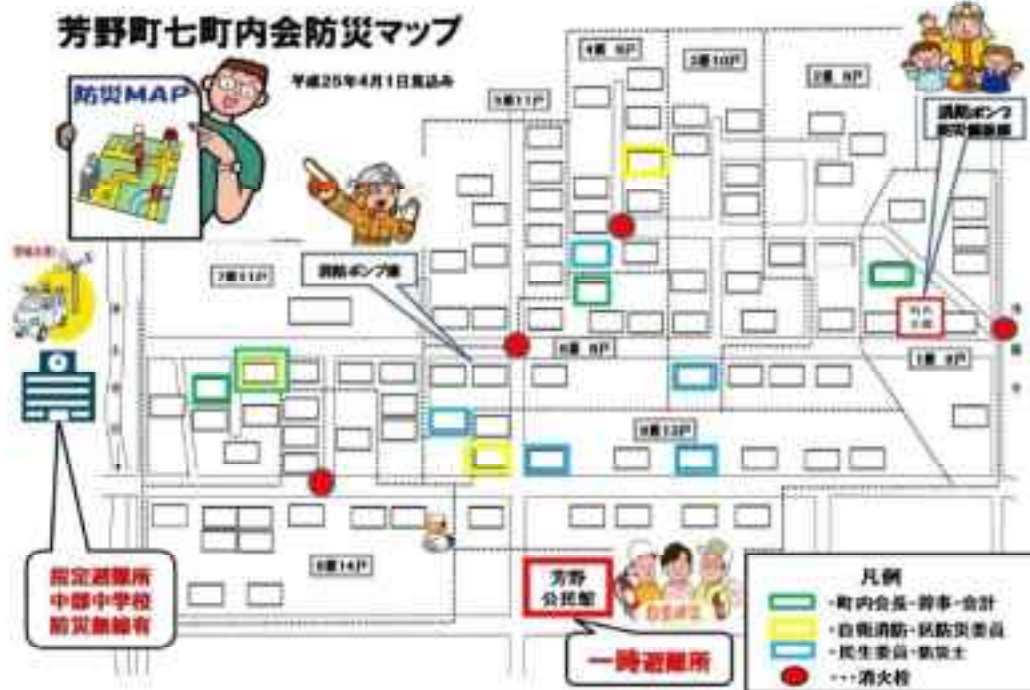 芳野町七町内会防災マップ
平成25年4月1日見込み
防災MAP
4班 9戸
3班10戸
2班 8戸
5班11戸
消防ポンプ
7班11戸
消防ポンプ庫
6班 8戸
1班 8戸
9班13戸
8班14戸
指定避難所
中部中学校
防災無線有
芳野
公民館
一時避難所
凡例
・町内会長・幹事・会計
・自衛消防・区防災委員
・民生委員・防災士
・・・消火栓